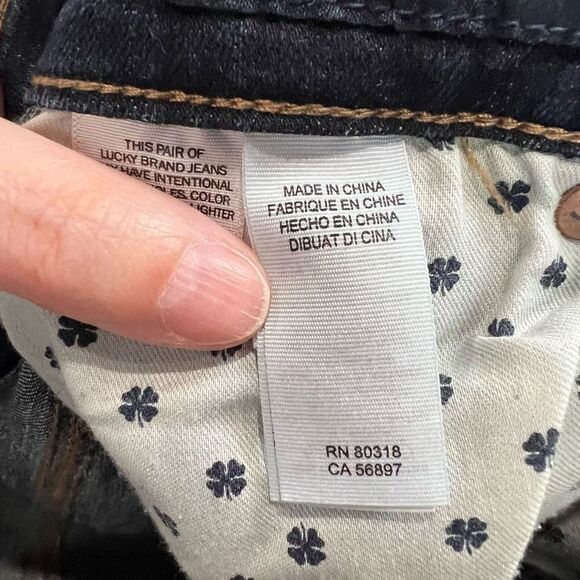 THIS PAIR OF
LUCKY BRAND JEANS
HAVE INTENTIONAL
COLOR
MADE IN CHINA
FABRIQUE EN CHINE
HECHO EN CHINA
DIBUAT DI CINA
RN 80318
CA 56897